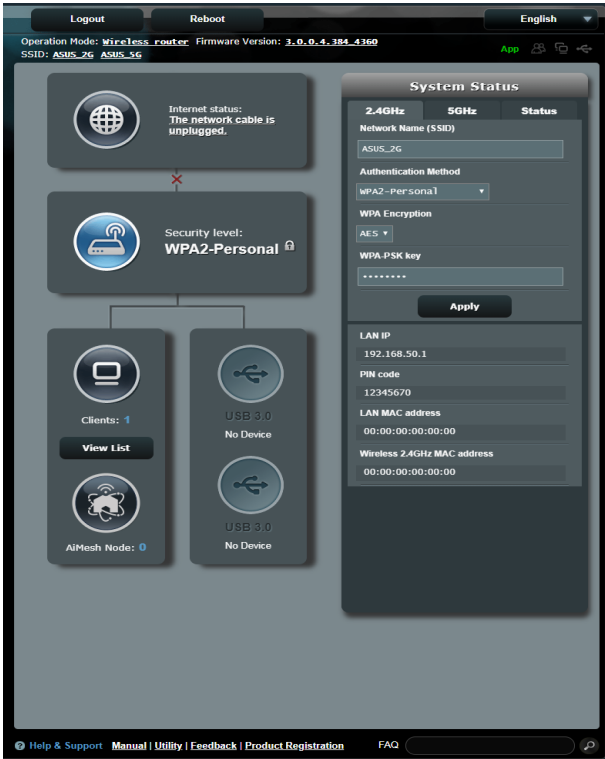 Logout Reboot English
Operation Mode: Wireless router Firmware Version: 3.0.0.4.384_4360
SSID: ASUS_2G ASUS_5G
App
Internet status:
The network cable is
unplugged.
Security level:
WPA2-Personal
Clients: 1
View List
AiMesh Node: 0
USB 3.0
No Device
USB 3.0
No Device
System Status
2.4GHz 5GHz Status
Network Name (SSID)
ASUS_2G
Authentication Method
WPA2-Personal
WPA Encryption
AES
WPA-PSK key
••••••••
Apply
LAN IP
192.168.50.1
PIN code
12345670
LAN MAC address
00:00:00:00:00:00
Wireless 2.4GHz MAC address
00:00:00:00:00:00
Help & Support Manual | Utility | Feedback | Product Registration FAQ